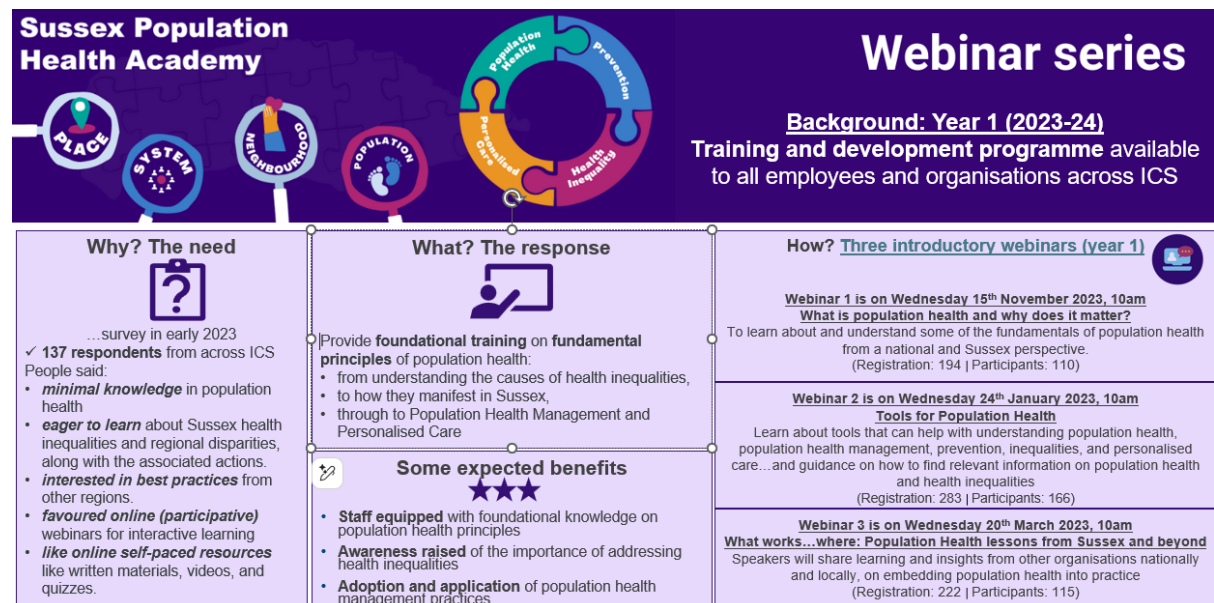 Sussex Population
Health Academy
PLACE
SYSTEM
NEIGHBOURHOOD
POPULATION
Population
Health
Prevention
Personalised
Care
Health
Inequality
Webinar series
Background: Year 1 (2023-24)
Training and development programme available
to all employees and organisations across ICS
Why? The need
?
…survey in early 2023
✓ 137 respondents from across ICS
People said:
• minimal knowledge in population
health
• eager to learn about Sussex health
inequalities and regional disparities,
along with the associated actions.
• interested in best practices from
other regions.
• favoured online (participative)
webinars for interactive learning
• like online self-paced resources
like written materials, videos, and
quizzes.
What? The response
Provide foundational training on fundamental
principles of population health:
• from understanding the causes of health inequalities,
• to how they manifest in Sussex,
• through to Population Health Management and
Personalised Care
Some expected benefits
• Staff equipped with foundational knowledge on
population health principles
• Awareness raised of the importance of addressing
health inequalities
• Adoption and application of population health
management practices
How? Three introductory webinars (year 1)
Webinar 1 is on Wednesday 15th November 2023, 10am
What is population health and why does it matter?
To learn about and understand some of the fundamentals of population health
from a national and Sussex perspective.
(Registration: 194 | Participants: 110)
Webinar 2 is on Wednesday 24th January 2023, 10am
Tools for Population Health
Learn about tools that can help with understanding population health,
population health management, prevention, inequalities, and personalised
care…and guidance on how to find relevant information on population health
and health inequalities
(Registration: 283 | Participants: 166)
Webinar 3 is on Wednesday 20th March 2023, 10am
What works…where: Population Health lessons from Sussex and beyond
Speakers will share learning and insights from other organisations nationally
and locally, on embedding population health into practice
(Registration: 222 | Participants: 115)